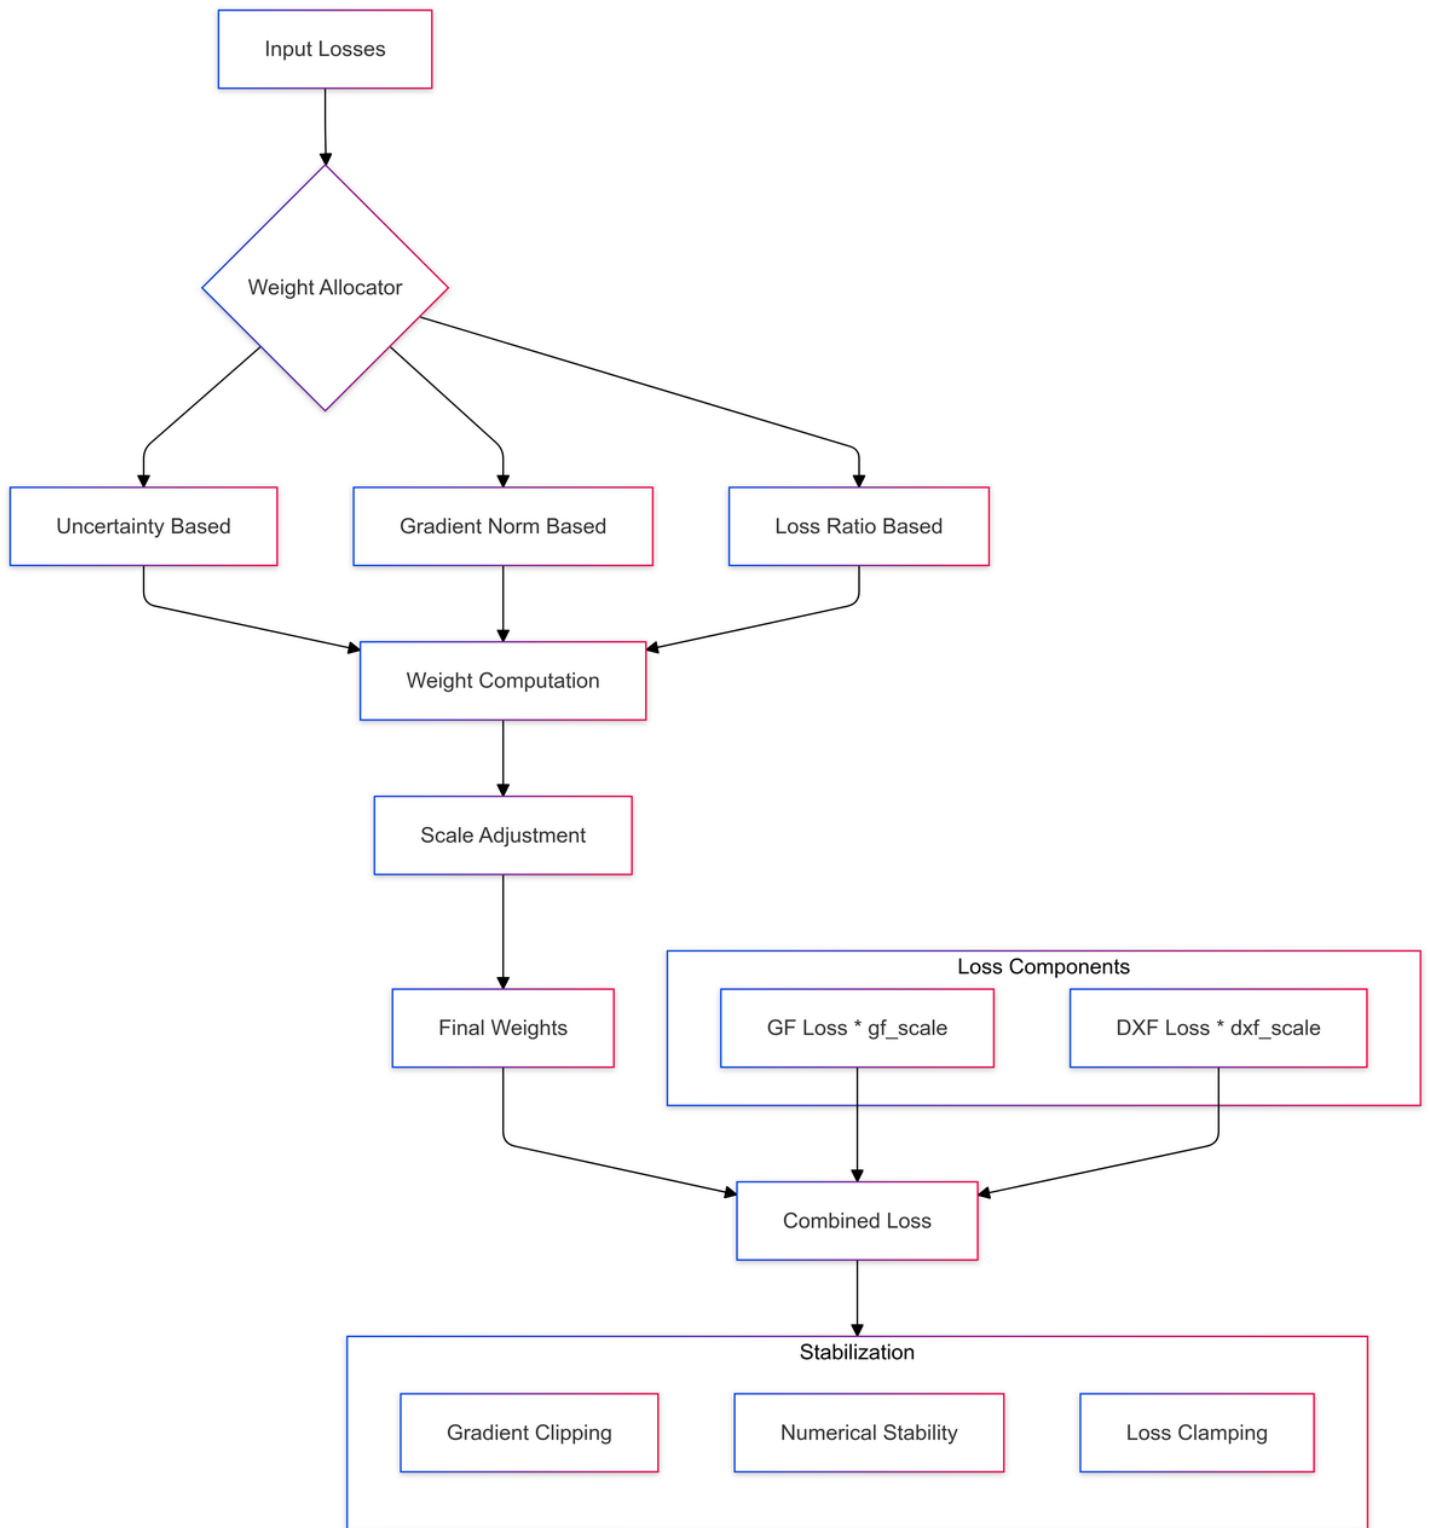 Input Losses
Weight Allocator
Uncertainty Based
Gradient Norm Based
Loss Ratio Based
Weight Computation
Scale Adjustment
Loss Components
Final Weights
GF Loss * gf_scale
DXF Loss * dxf_scale
Combined Loss
Stabilization
Gradient Clipping
Numerical Stability
Loss Clamping